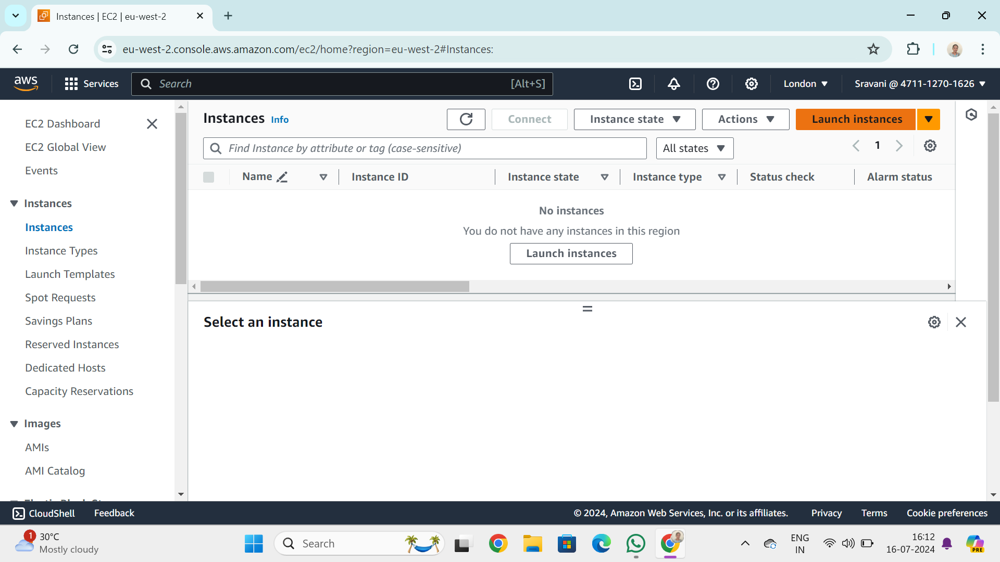 Instances | EC2 | eu-west-2
eu-west-2.console.aws.amazon.com/ec2/home?region=eu-west-2#Instances:
aws
Services
Search
[Alt+S]
London
Sravani @ 4711-1270-1626
EC2 Dashboard
EC2 Global View
Events
Instances
Instances
Instance Types
Launch Templates
Spot Requests
Savings Plans
Reserved Instances
Dedicated Hosts
Capacity Reservations
Images
AMIs
AMI Catalog
Instances Info
Connect
Instance state
Actions
Launch instances
Find Instance by attribute or tag (case-sensitive)
All states
1
Name
Instance ID
Instance state
Instance type
Status check
Alarm status
No instances
You do not have any instances in this region
Launch instances
Select an instance
CloudShell
Feedback
© 2024, Amazon Web Services, Inc. or its affiliates.
Privacy
Terms
Cookie preferences
1
30°C
Mostly cloudy
Search
ENG
IN
16:12
16-07-2024
PRE